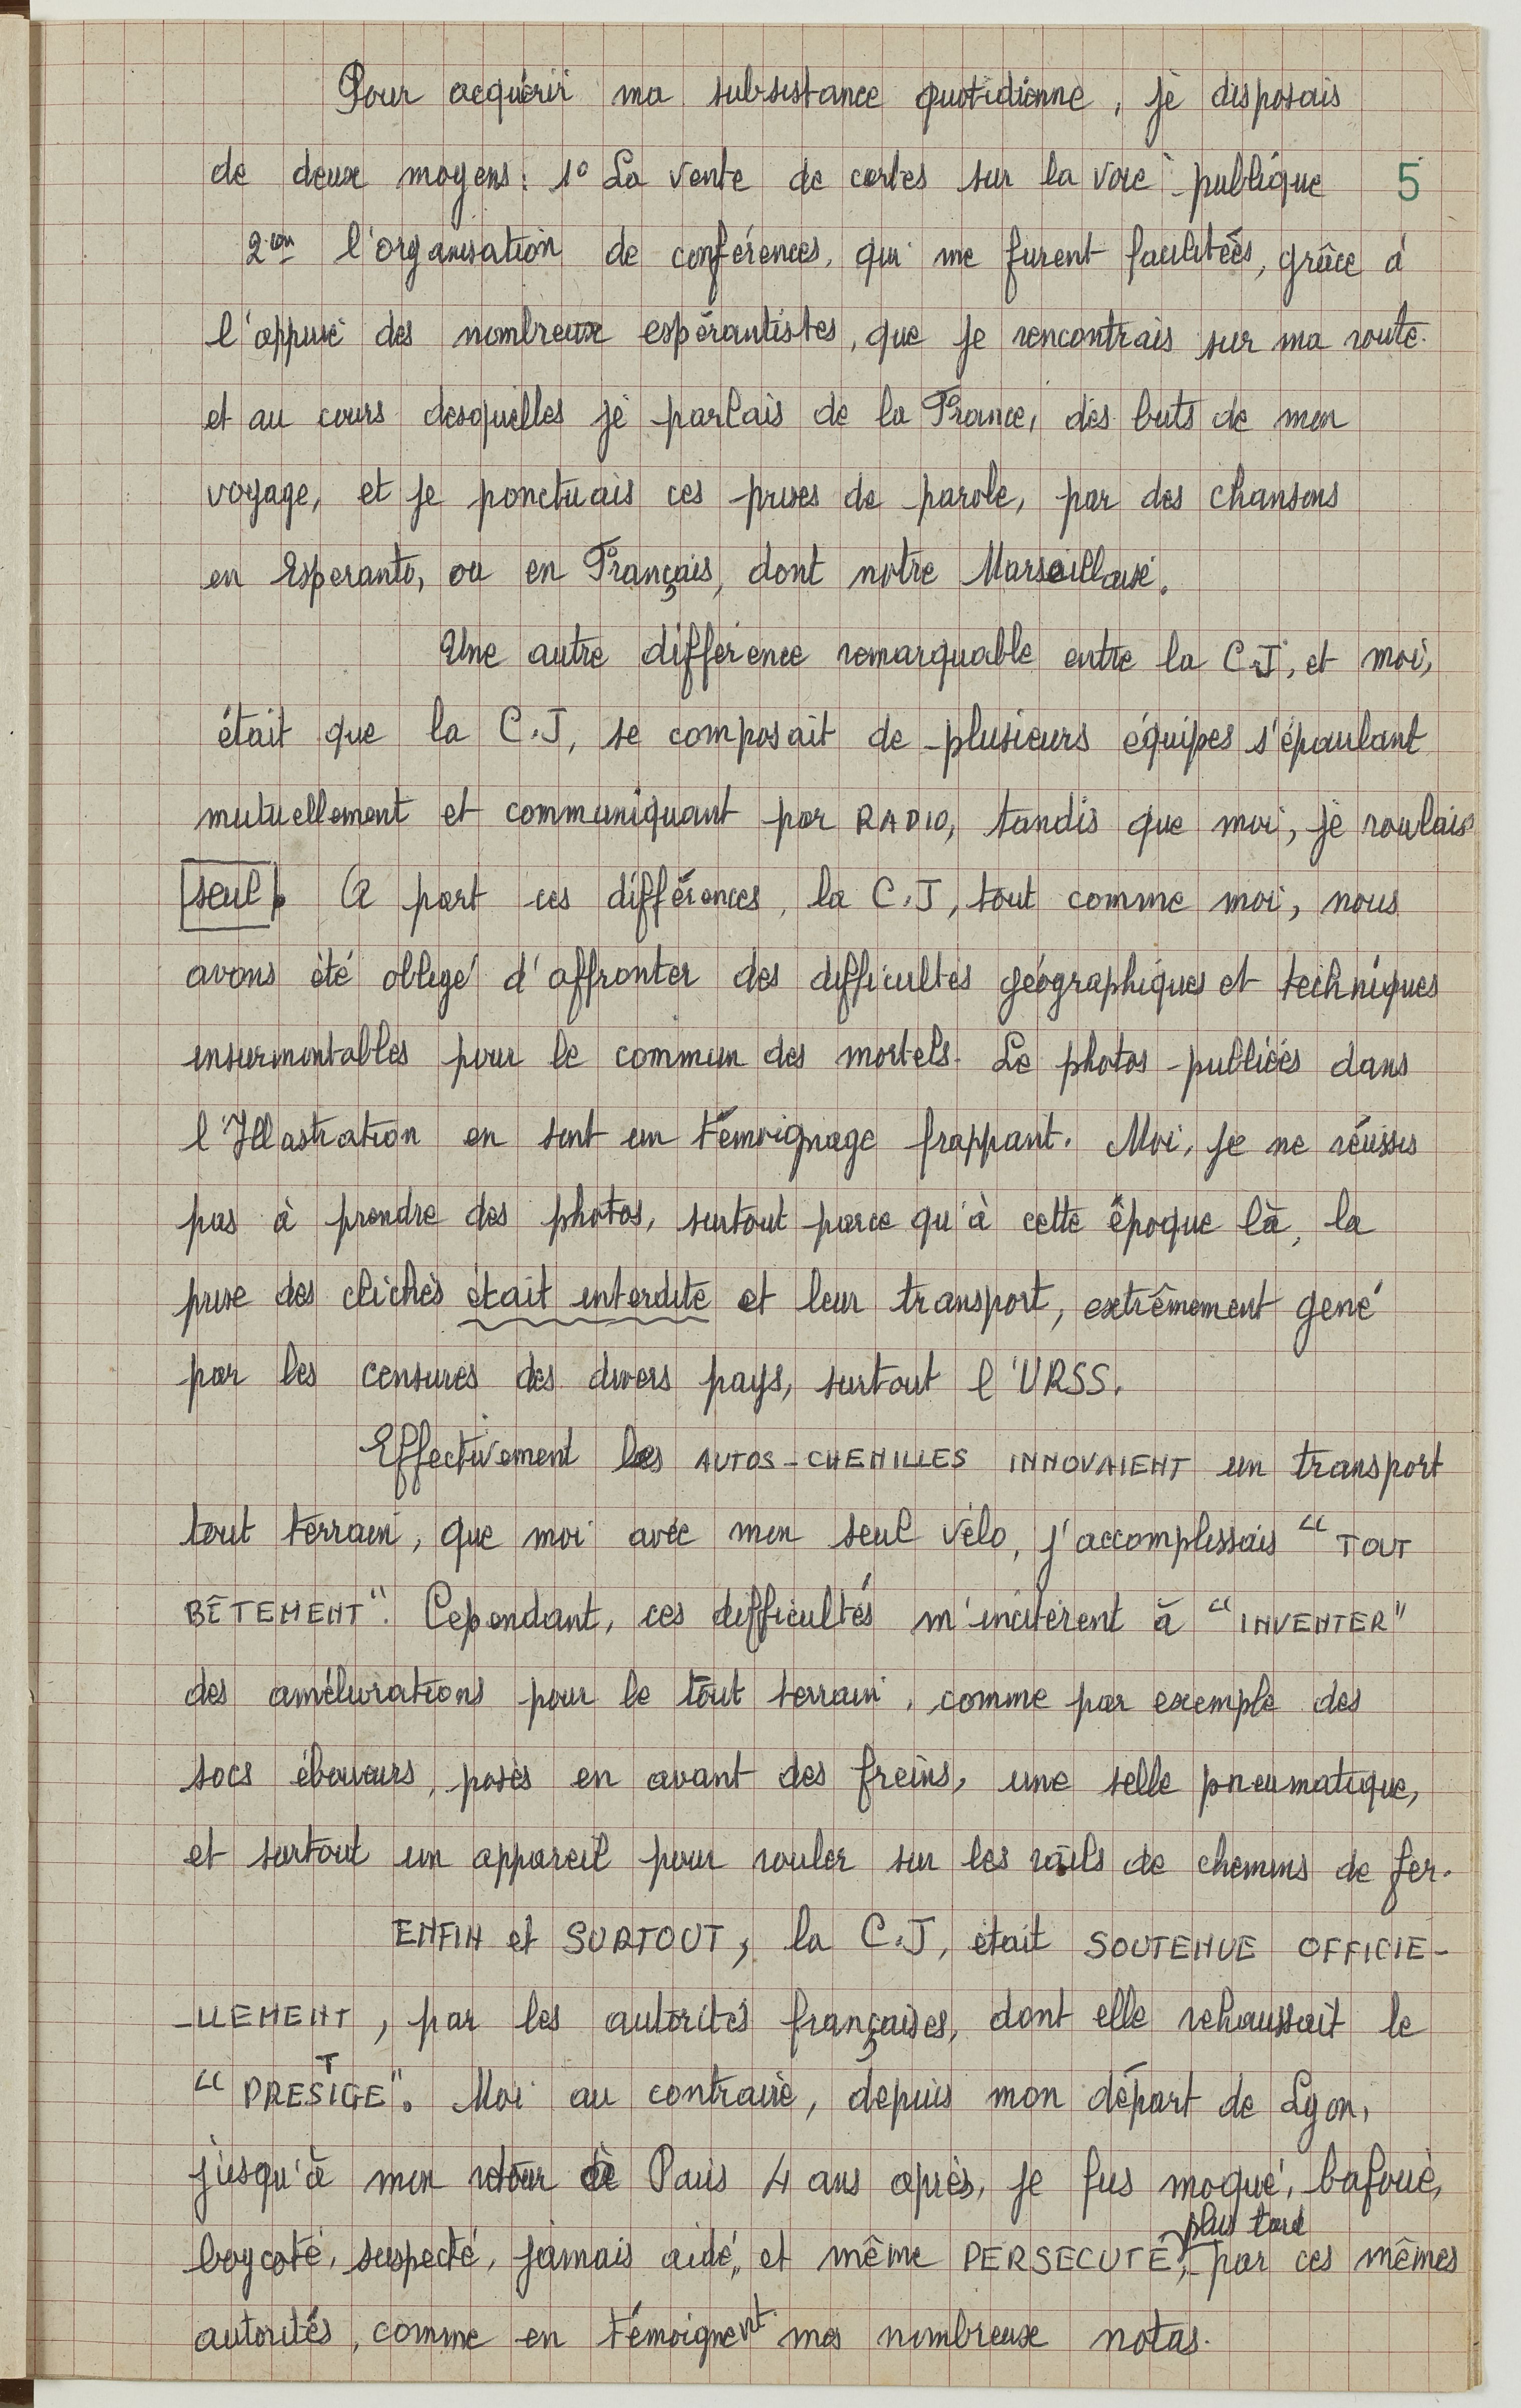 Pour acquérir ma subsistance quotidienne, je disposais
de deux moyens: 1° La vente de cartes sur la voie publique 5
l'organisation de conférences, qui me furent facilitées, grâce à
l'appui des nombreux espérantistes, que je rencontrais sur ma route.
et au cours desquelles je parlais de la France, des buts de mon
voyage, et je ponctuais ces prises de parole, par des chansons
en Esperanto, ou en Français, dont notre Marseillaise.
Une autre différence remarquable entre la C.J, et moi,
était que la C.J, se composait de plusieurs équipes s'épaulant
mutuellement et communiquant par RADIO, tandis que moi, je roulais
seul. A part ces différences, la C.J, tout comme moi, nous
avons été obligé d'affronter des difficultés géographiques et techniques
insurmontables pour le commun des mortels. Le photos publiées dans
l'Illastration en sont un témoignage frappant. Moi, je ne réussis
pas à prendre des photos, surtout parce qu'à cette époque là, la
prise des clichés était interdite et leur transport, extrêmement gené
par les censures des divers pays, surtout l'URSS.
Effectivement les AUTOS-CHENILLES INNOVAIENT un transport
tout terrain, que moi avec mon seul vélo, j'accomplissais "TOUT
BÊTEMENT". Cependant, ces difficultés m'incitèrent à "INVENTER"
des améliorations pour le tout terrain, comme par exemple des
socs éboueurs, posés en avant des freins, une selle pneumatique,
et surtout un appareil pour rouler sur les rails de chemins de fer.
ENFIN et SURTOUT, la C.J, était SOUTENUE OFFICIE-
-LLEMENT, par les autorités françaises, dont elle rehaussait le
"PRESTIGE". Moi au contraire, depuis mon départ de Lyon,
jusqu'à mon retour à Paris 4 ans après, je fus moqué, bafoué,
plus tard
boycoté, suspecté, jamais aidé, et même PERSECUTÉ, par ces mêmes
autorités, comme en témoignent mes nombreux notas.